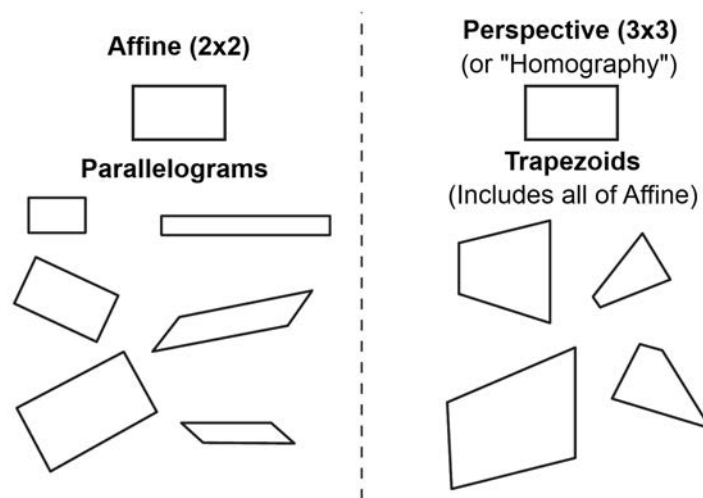 Affine (2x2)
Parallelograms
Perspective (3x3)
(or "Homography")
Trapezoids
(Includes all of Affine)